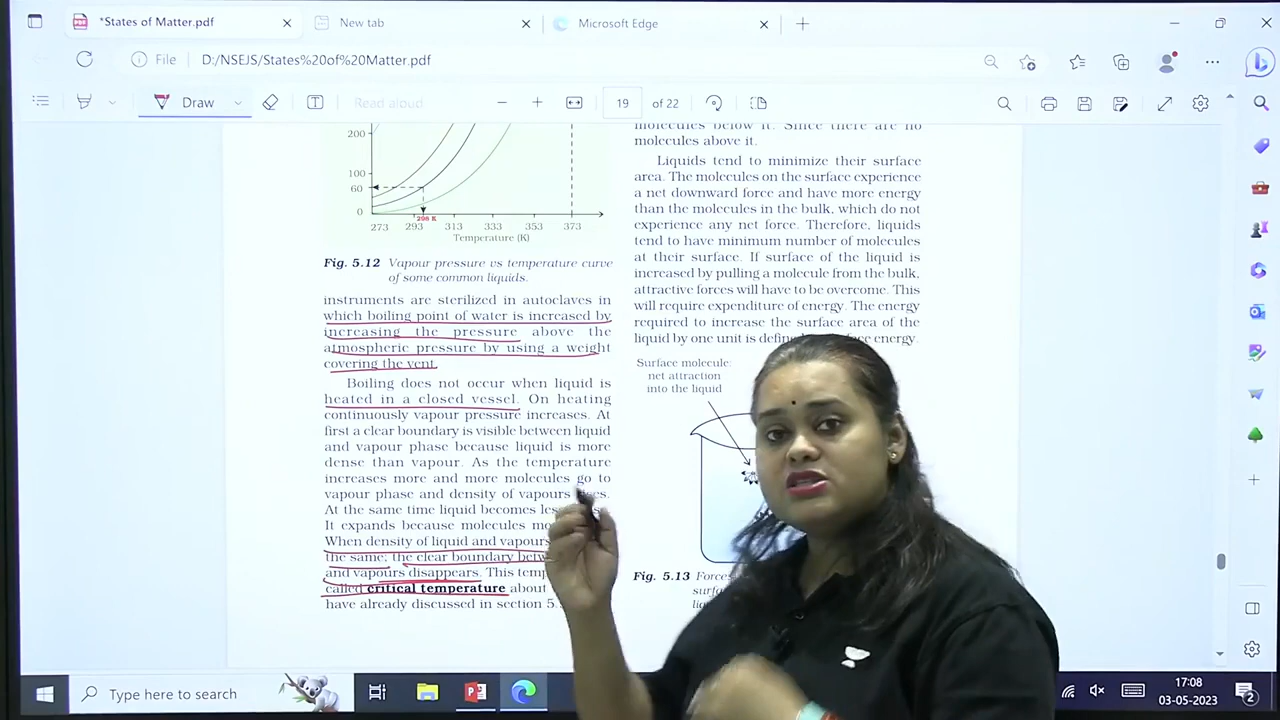 *States of Matter.pdf
New tab
Microsoft Edge
File
D:/NSEJS/States%20of%20Matter.pdf
Draw
Read aloud
19
of 22
200
100
60
0
298 K
273 293 313 333 353 373
Temperature (K)
Fig. 5.12 Vapour pressure vs temperature curve
of some common liquids.
instruments are sterilized in autoclaves in
which boiling point of water is increased by
increasing the pressure above the
atmospheric pressure by using a weight
covering the vent.
Boiling does not occur when liquid is
heated in a closed vessel. On heating
continuously vapour pressure increases. At
first a clear boundary is visible between liquid
and vapour phase because liquid is more
dense than vapour. As the temperature
increases more and more molecules go to
vapour phase and density of vapours
At the same time liquid becomes
It expands because molecules
When density of liquid and vapours
the same; the clear boundary
and vapours disappears. This
called critical temperature about
have already discussed in section
molecules below it. Since there are no
molecules above it.
Liquids tend to minimize their surface
area. The molecules on the surface experience
a net downward force and have more energy
than the molecules in the bulk, which do not
experience any net force. Therefore, liquids
tend to have minimum number of molecules
at their surface. If surface of the liquid is
increased by pulling a molecule from the bulk,
attractive forces will have to be overcome. This
will require expenditure of energy. The energy
required to increase the surface area of the
liquid by one unit is energy.
Surface molecule:
net attraction
into the liquid
Fig. 5.13 Forces
Type here to search
17:08
03-05-2023
2